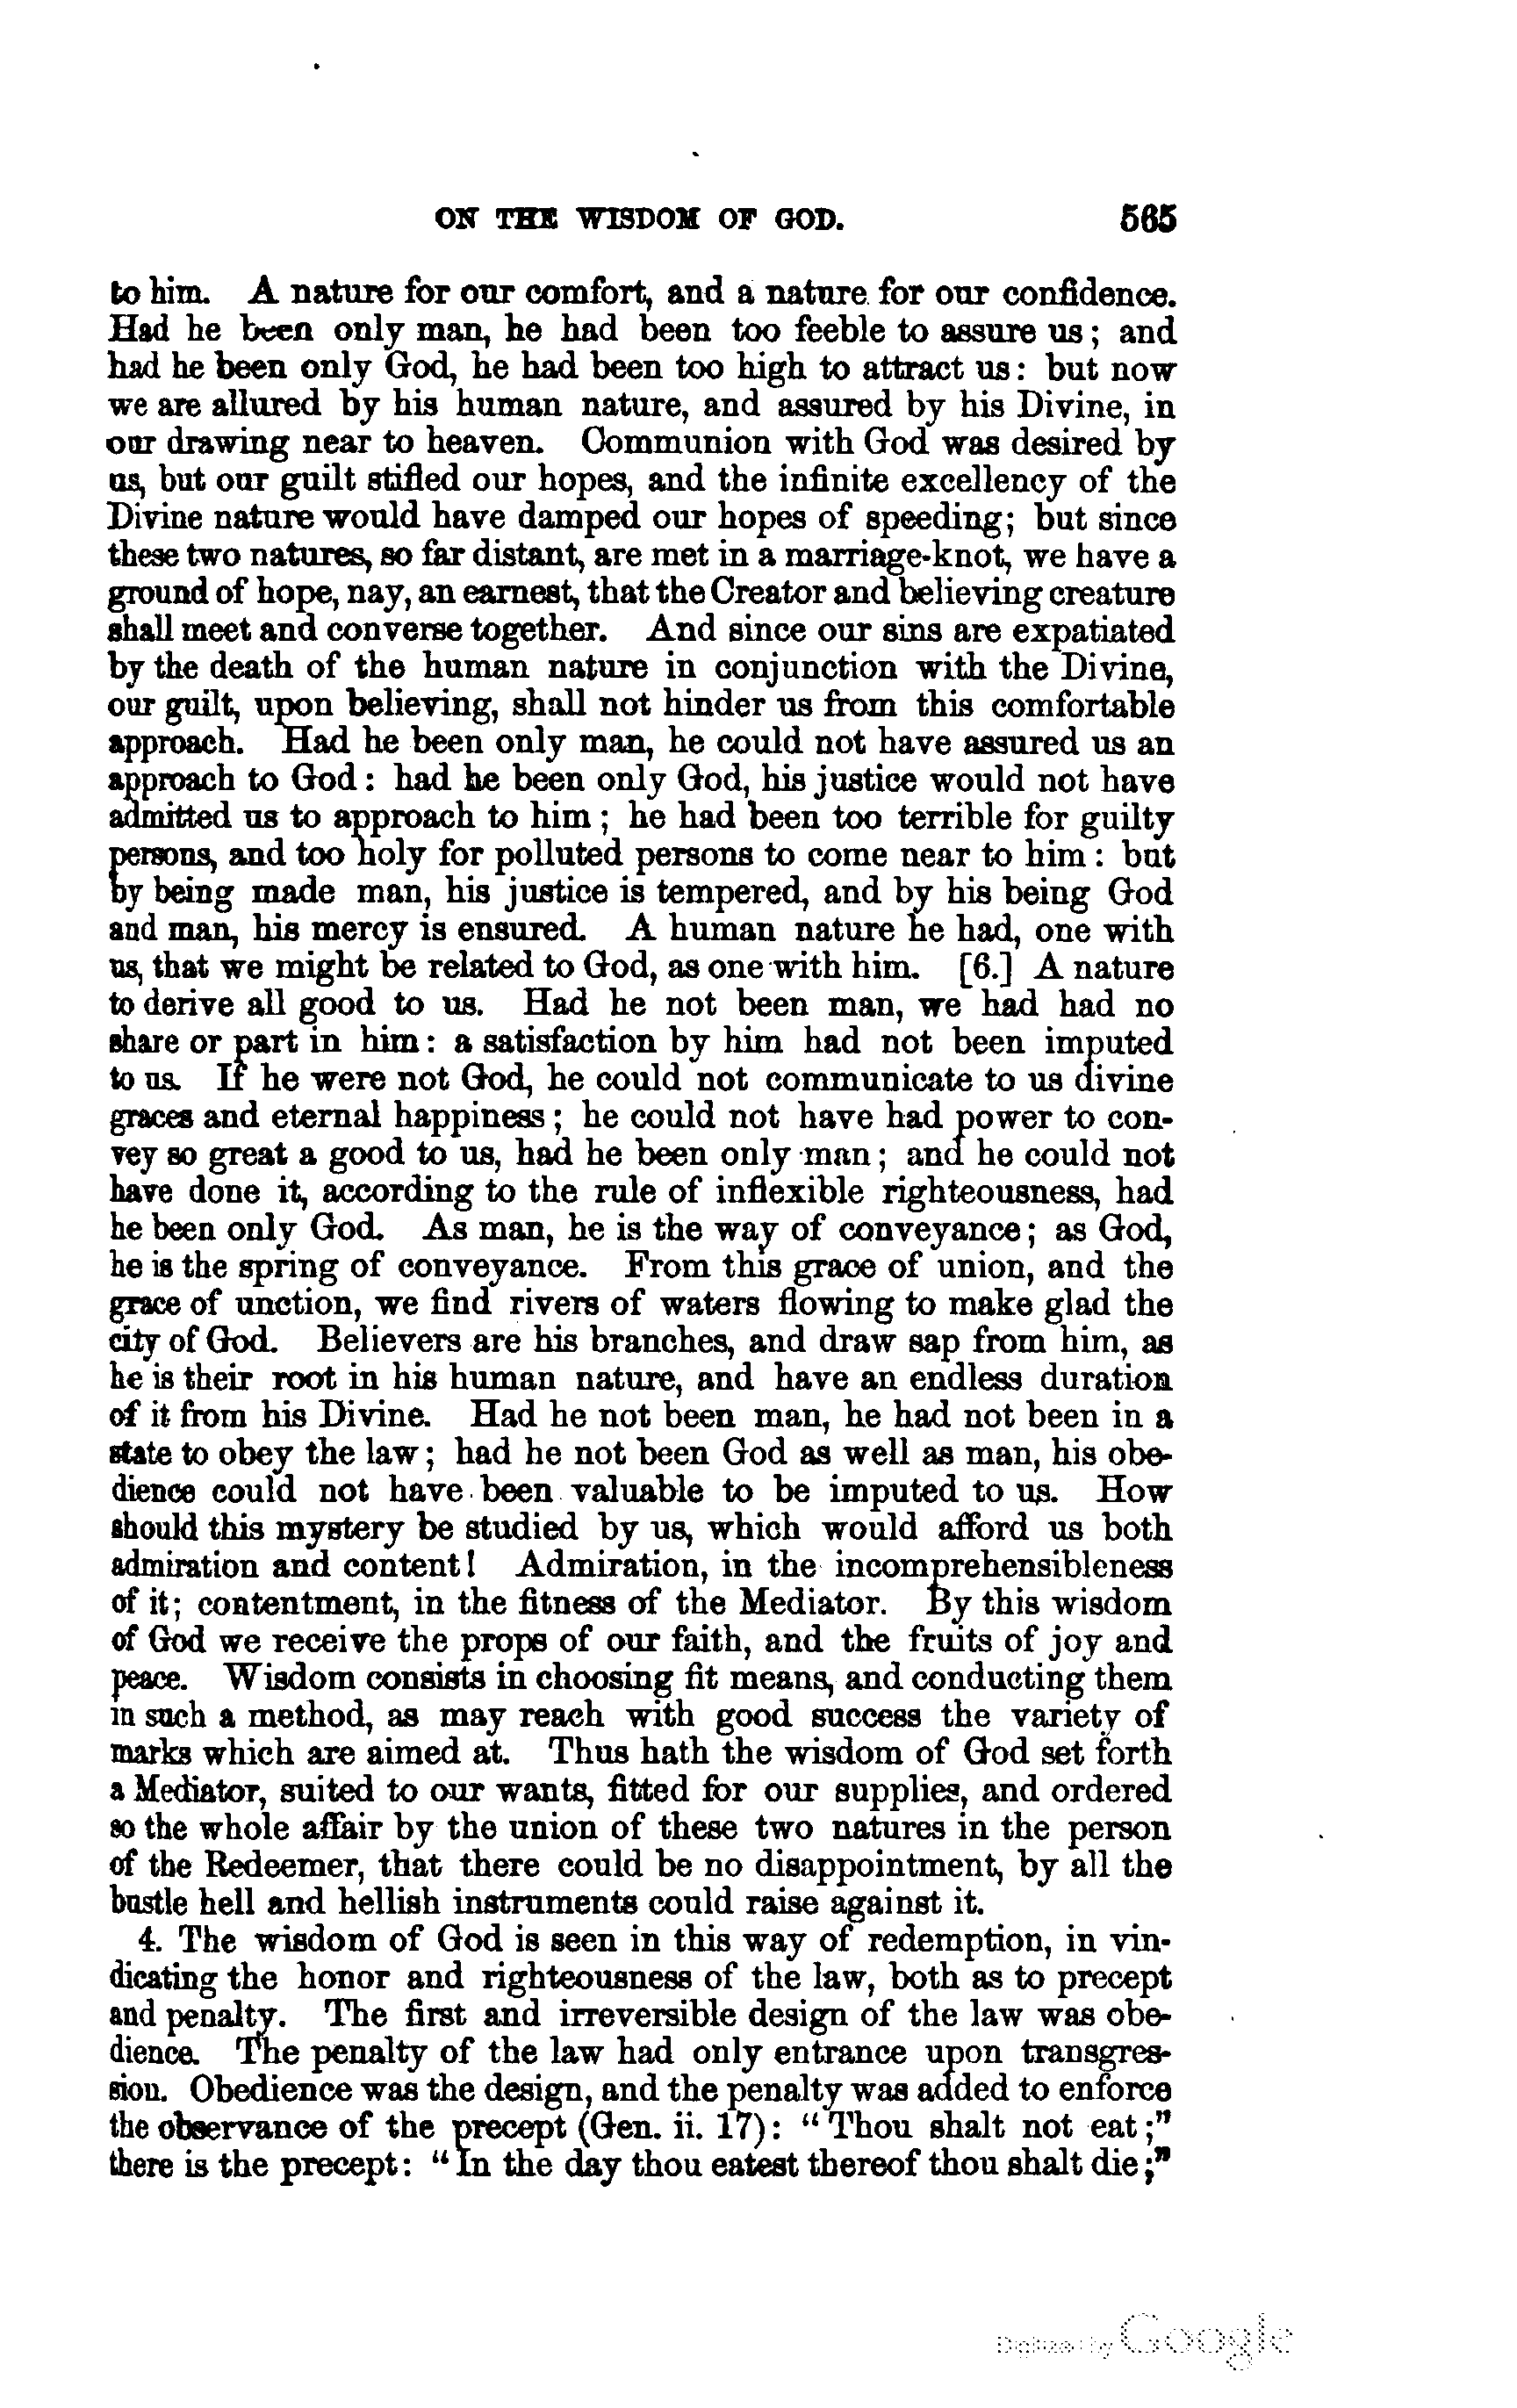 ON THE WISDOM OF GOD. 565
to him. A nature for our comfort, and a nature for our confidence.
Had he been only man, he had been too feeble to assure us; and
had he been only God, he had been too high to attract us: but now
we are allured by his human nature, and assured by his Divine, in
our drawing near to heaven. Communion with God was desired by
us, but our guilt stifled our hopes, and the infinite excellency of the
Divine nature would have damped our hopes of speeding; but since
these two natures, so far distant, are met in a marriage-knot, we have a
ground of hope, nay, an earnest, that the Creator and believing creature
shall meet and converse together. And since our sins are expatiated
by the death of the human nature in conjunction with the Divine,
our guilt, upon believing, shall not hinder us from this comfortable
approach. Had he been only man, he could not have assured us an
approach to God: had he been only God, his justice would not have
admitted us to approach to him; he had been too terrible for guilty
persons, and too holy for polluted persons to come near to him: but
by being made man, his justice is tempered, and by his being God
and man, his mercy is ensured. A human nature he had, one with
us, that we might be related to God, as one with him. [6.] A nature
to derive all good to us. Had he not been man, we had had no
share or part in him: a satisfaction by him had not been imputed
to us. If he were not God, he could not communicate to us divine
graces and eternal happiness; he could not have had power to con-
vey so great a good to us, had he been only man; and he could not
have done it, according to the rule of inflexible righteousness, had
he been only God. As man, he is the way of conveyance; as God,
he is the spring of conveyance. From this grace of union, and the
grace of unction, we find rivers of waters flowing to make glad the
city of God. Believers are his branches, and draw sap from him, as
he is their root in his human nature, and have an endless duration
of it from his Divine. Had he not been man, he had not been in a
state to obey the law; had he not been God as well as man, his obe-
dience could not have been valuable to be imputed to us. How
should this mystery be studied by us, which would afford us both
admiration and content! Admiration, in the incomprehensibleness
of it; contentment, in the fitness of the Mediator. By this wisdom
of God we receive the props of our faith, and the fruits of joy and
peace. Wisdom consists in choosing fit means, and conducting them
in such a method, as may reach with good success the variety of
marks which are aimed at. Thus hath the wisdom of God set forth
a Mediator, suited to our wants, fitted for our supplies, and ordered
so the whole affair by the union of these two natures in the person
of the Redeemer, that there could be no disappointment, by all the
bustle hell and hellish instruments could raise against it.
4. The wisdom of God is seen in this way of redemption, in vin-
dicating the honor and righteousness of the law, both as to precept
and penalty. The first and irreversible design of the law was obe-
dience. The penalty of the law had only entrance upon transgres-
sion. Obedience was the design, and the penalty was added to enforce
the observance of the precept (Gen. ii. 17): "Thou shalt not eat;"
there is the precept: "In the day thou eatest thereof thou shalt die;"
Digitized by Google